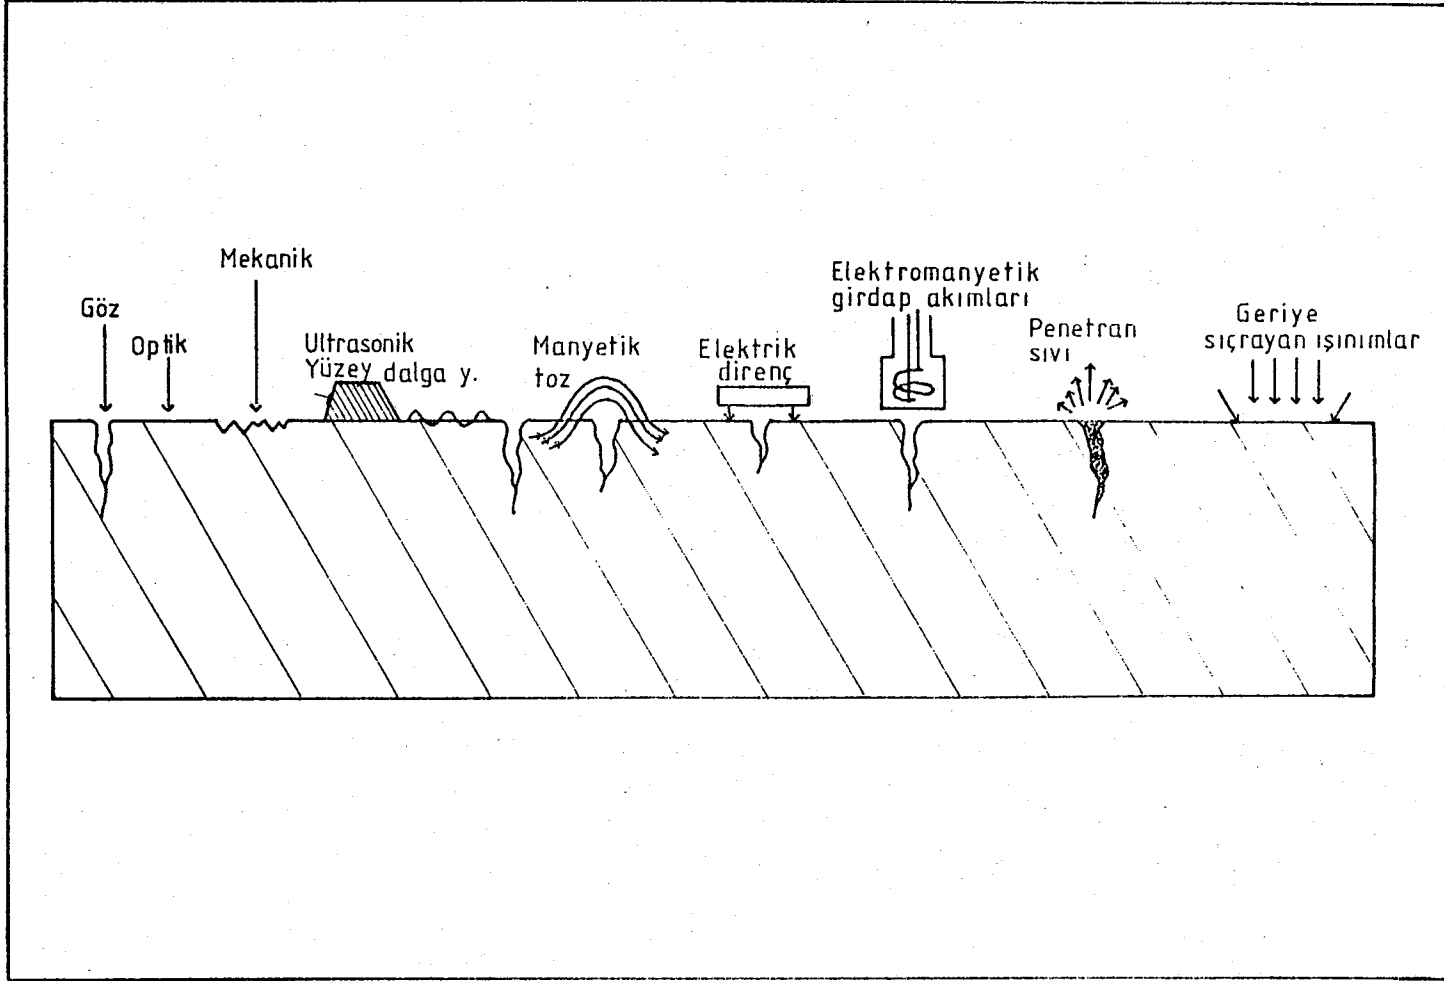 Göz
Optik
Mekanik
Ultrasonik
Yüzey dalga y.
Manyetik
toz
Elektrik
direnç
Elektromanyetik
girdap akımları
Penetran
sıvı
Geriye
sıçrayan ışınımlar